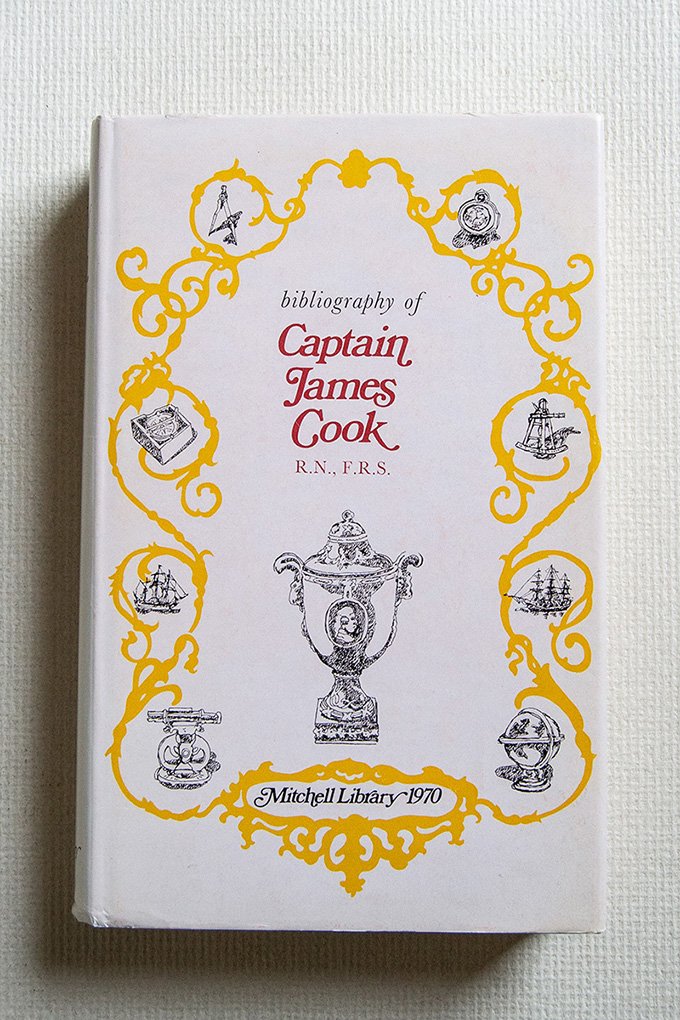 bibliography of
Captain
James
Cook
R.N., F.R.S.
Mitchell Library 1970